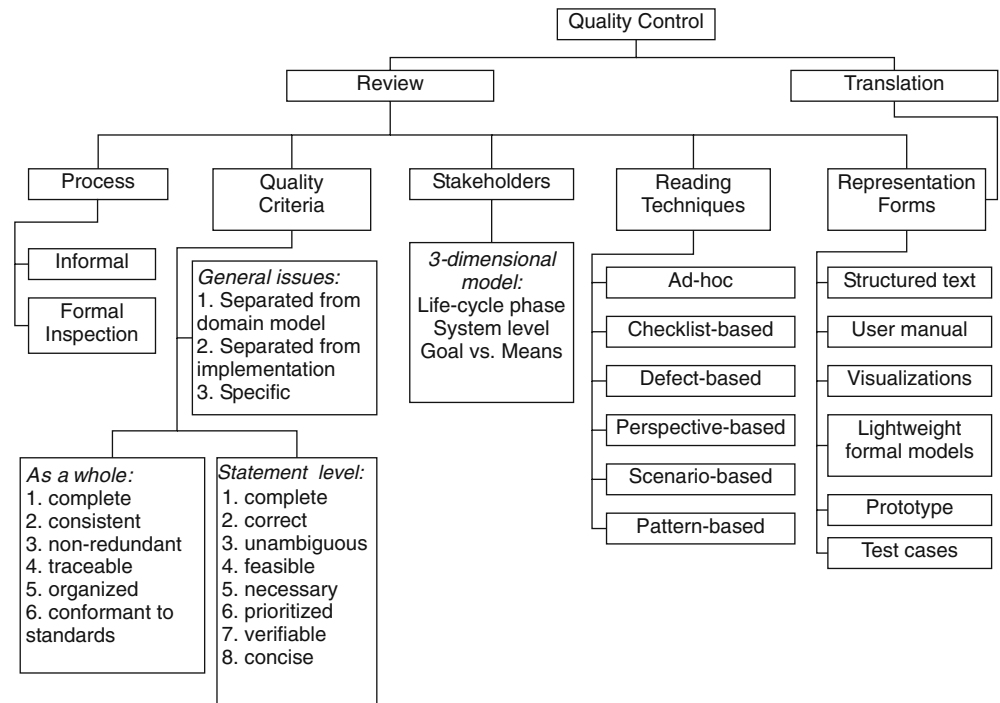 Quality Control
Review
Translation
Process
Quality
Criteria
Stakeholders
Reading
Techniques
Representation
Forms
Informal
Formal
Inspection
General issues:
1. Separated from
domain model
2. Separated from
implementation
3. Specific
As a whole:
1. complete
2. consistent
3. non-redundant
4. traceable
5. organized
6. conformant to
standards
Statement level:
1. complete
2. correct
3. unambiguous
4. feasible
5. necessary
6. prioritized
7. verifiable
8. concise
3-dimensional
model:
Life-cycle phase
System level
Goal vs. Means
Ad-hoc
Checklist-based
Defect-based
Perspective-based
Scenario-based
Pattern-based
Structured text
User manual
Visualizations
Lightweight
formal models
Prototype
Test cases